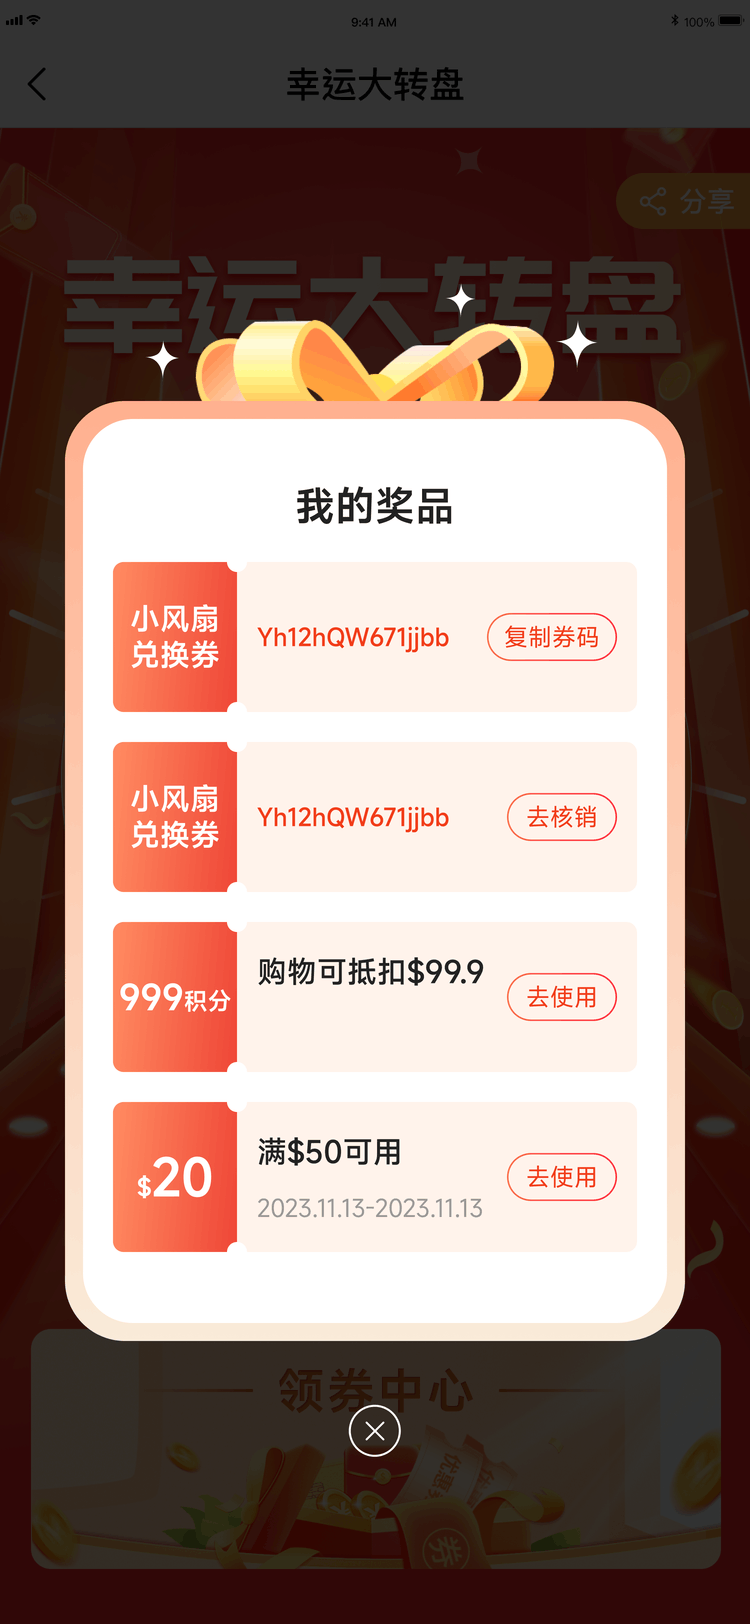 9:41 AM
100%
幸运大转盘
分享
幸运大转盘
我的奖品
小风扇
兑换券
Yh12hQW671jjbb
复制券码
小风扇
兑换券
Yh12hQW671jjbb
去核销
999积分
购物可抵扣$99.9
去使用
$20
满$50可用
2023.11.13-2023.11.13
去使用
领券中心
优惠券
券